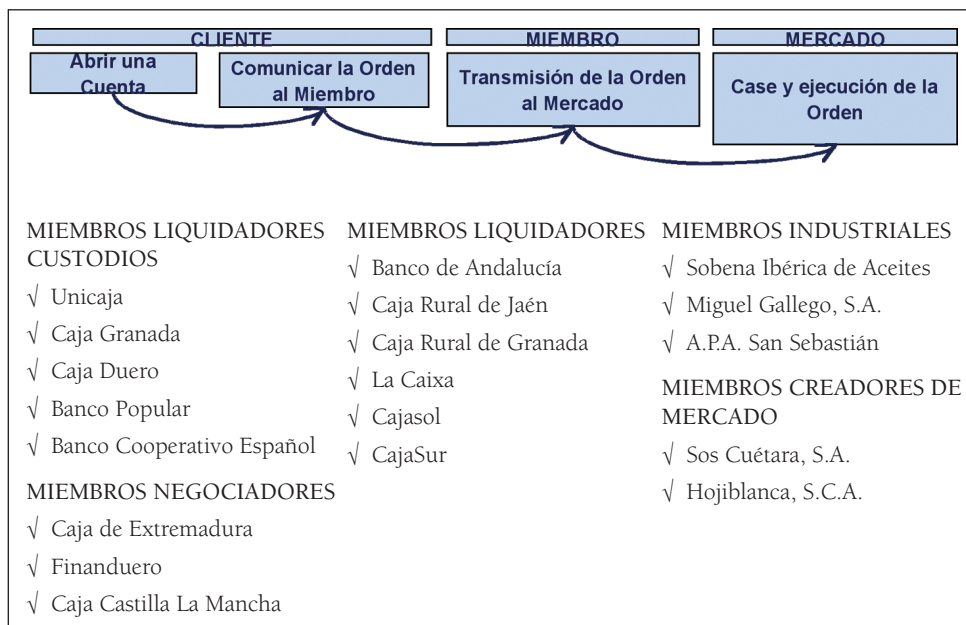 CLIENTE
Abrir una
Cuenta
Comunicar la Orden
al Miembro
MIEMBRO
Transmisión de la Orden
al Mercado
MERCADO
Case y ejecución de la
Orden
MIEMBROS LIQUIDADORES
CUSTODIOS
√ Unicaja
√ Caja Granada
√ Caja Duero
√ Banco Popular
√ Banco Cooperativo Español
MIEMBROS NEGOCIADORES
√ Caja de Extremadura
√ Finanduero
√ Caja Castilla La Mancha
MIEMBROS LIQUIDADORES
√ Banco de Andalucía
√ Caja Rural de Jaén
√ Caja Rural de Granada
√ La Caixa
√ Cajasol
√ CajaSur
MIEMBROS INDUSTRIALES
√ Sobena Ibérica de Aceites
√ Miguel Gallego, S.A.
√ A.P.A. San Sebastián
MIEMBROS CREADORES DE
MERCADO
√ Sos Cuétara, S.A.
√ Hojiblanca, S.C.A.